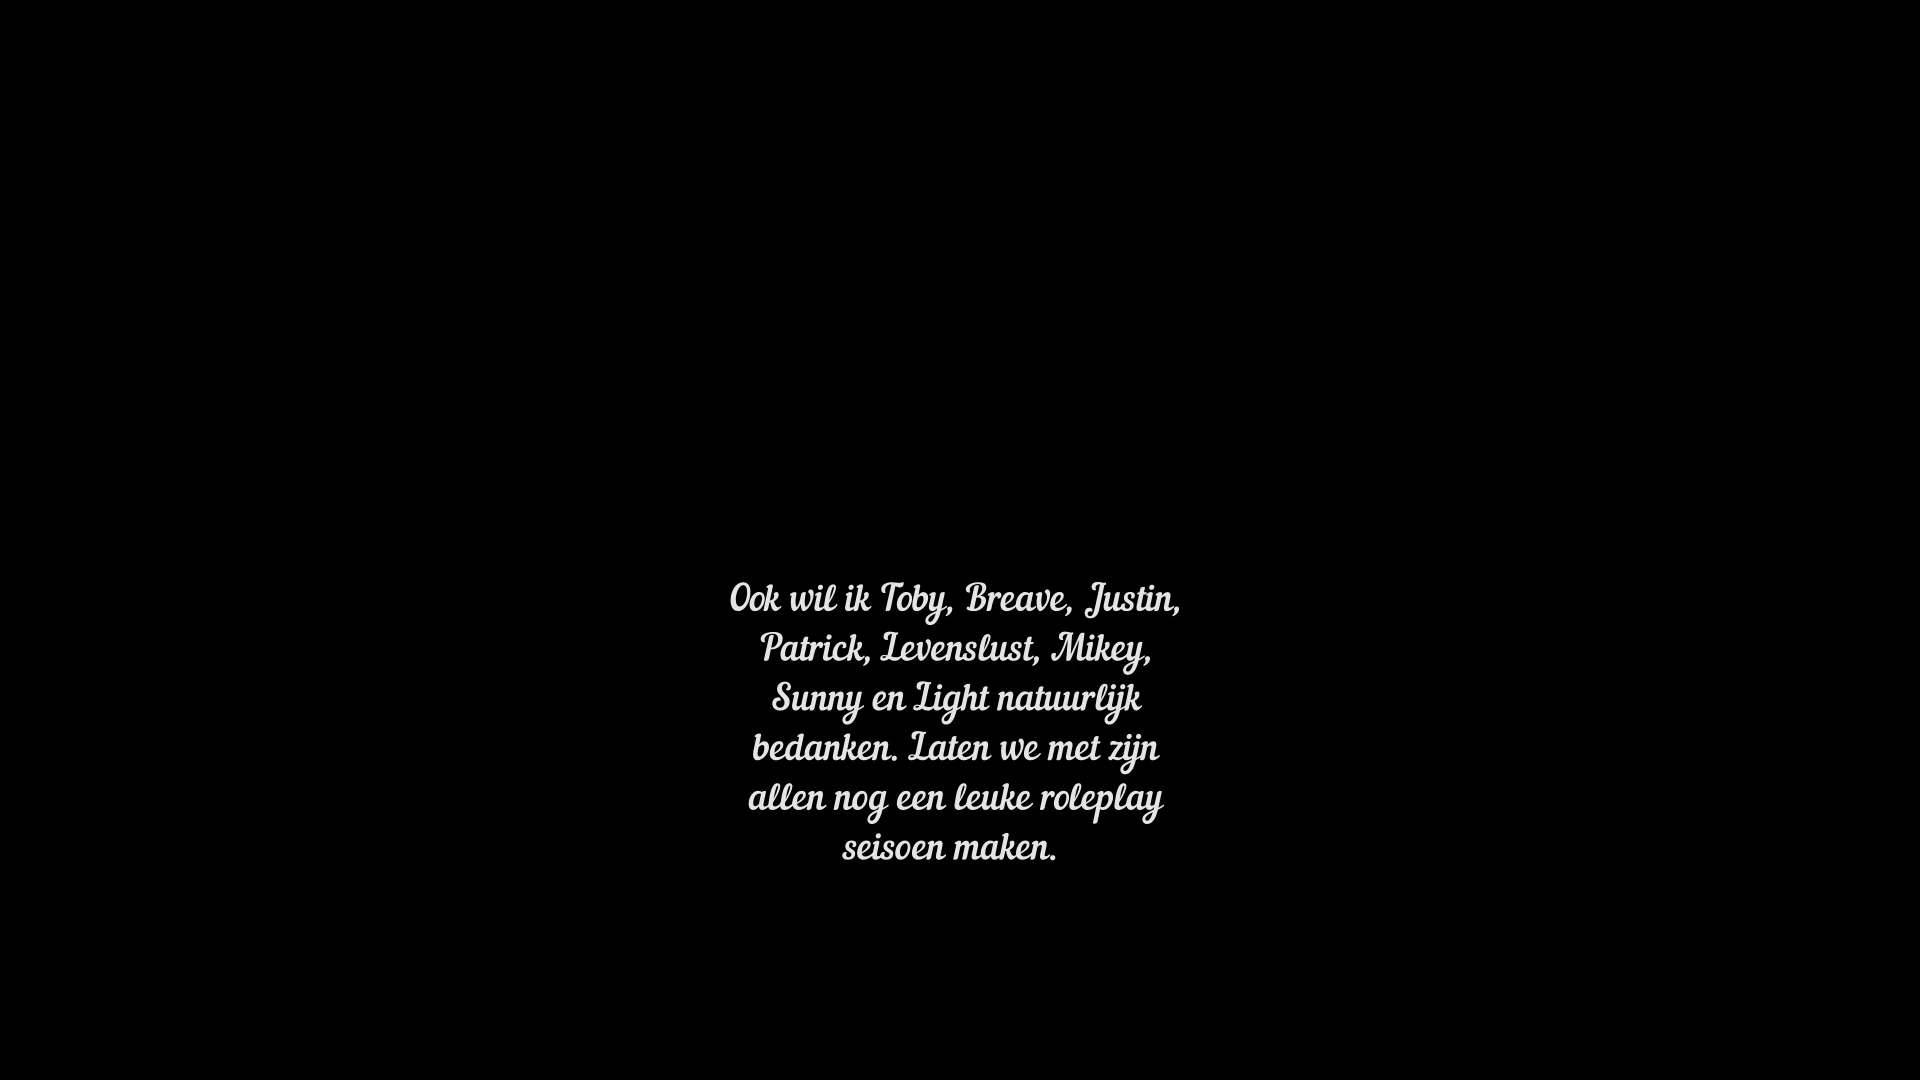 Ook wil ik Toby, Breave, Justin,
Patrick, Levenslust, Mikey,
Sunny en Light natuurlijk
bedanken. Laten we met zijn
allen nog een leuke roleplay
seisoen maken.